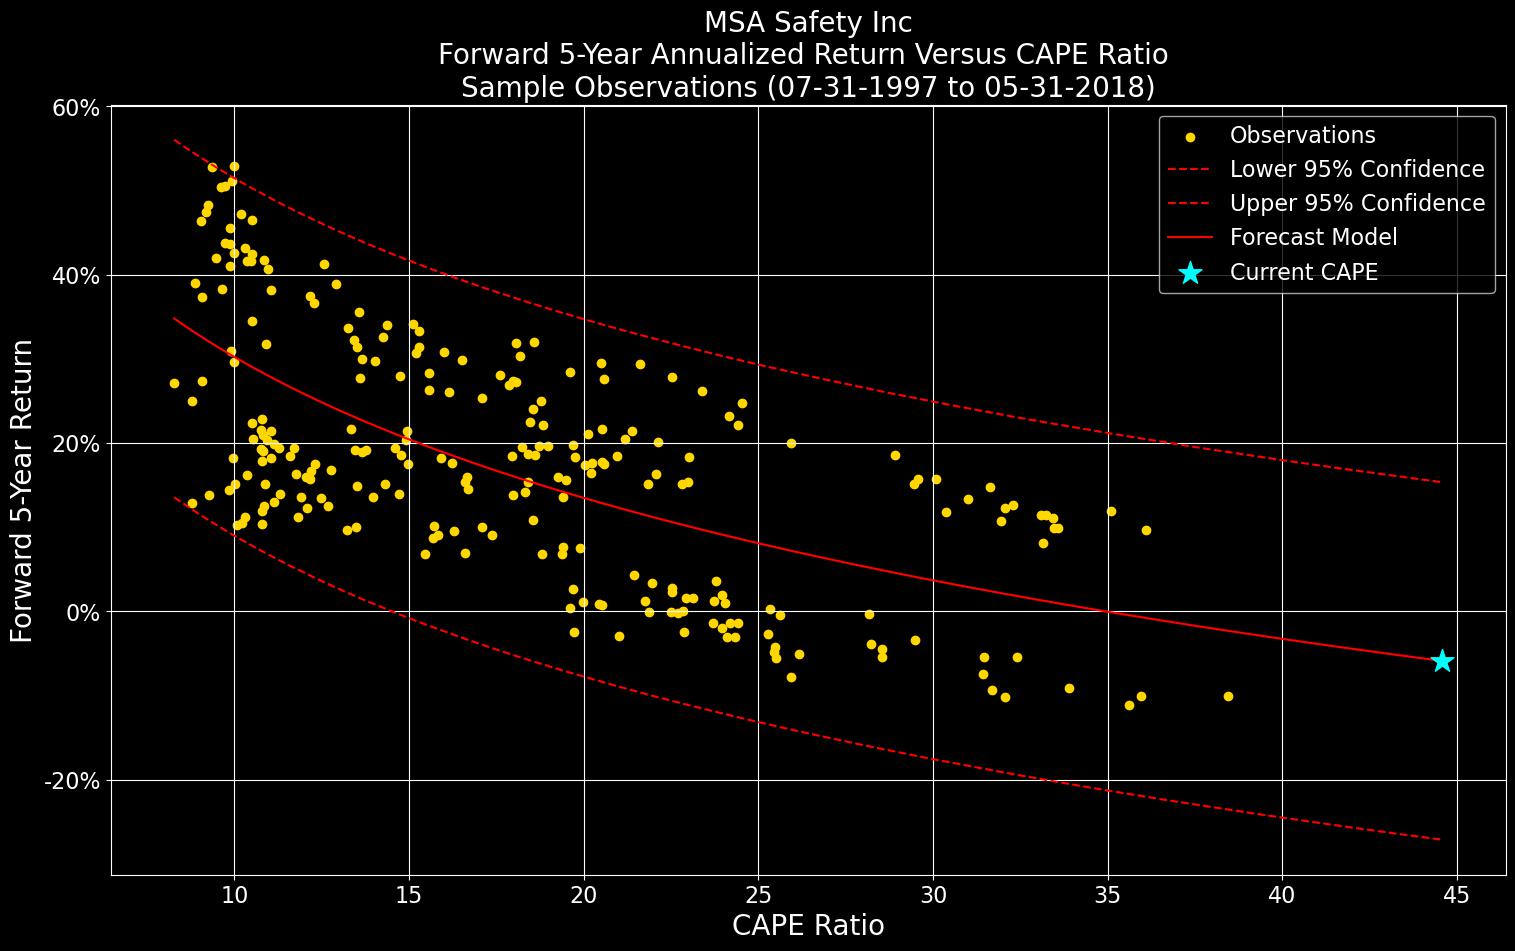 MSA Safety Inc
Forward 5-Year Annualized Return Versus CAPE Ratio
Sample Observations (07-31-1997 to 05-31-2018)
60%
40%
20%
0%
-20%
Forward 5-Year Return
Observations
Lower 95% Confidence
Upper 95% Confidence
Forecast Model
Current CAPE
10 15 20 25 30 35 40 45
CAPE Ratio